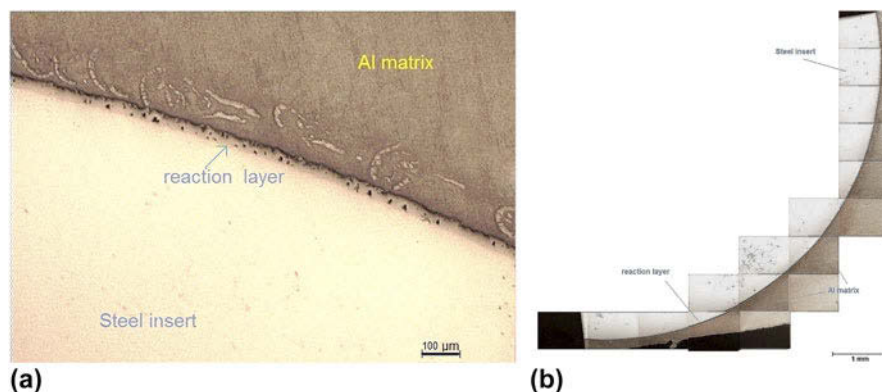 Al matrix
reaction layer
Steel insert
100 μm
(a)
Steel insert
reaction layer
Al matrix
1 mm
(b)